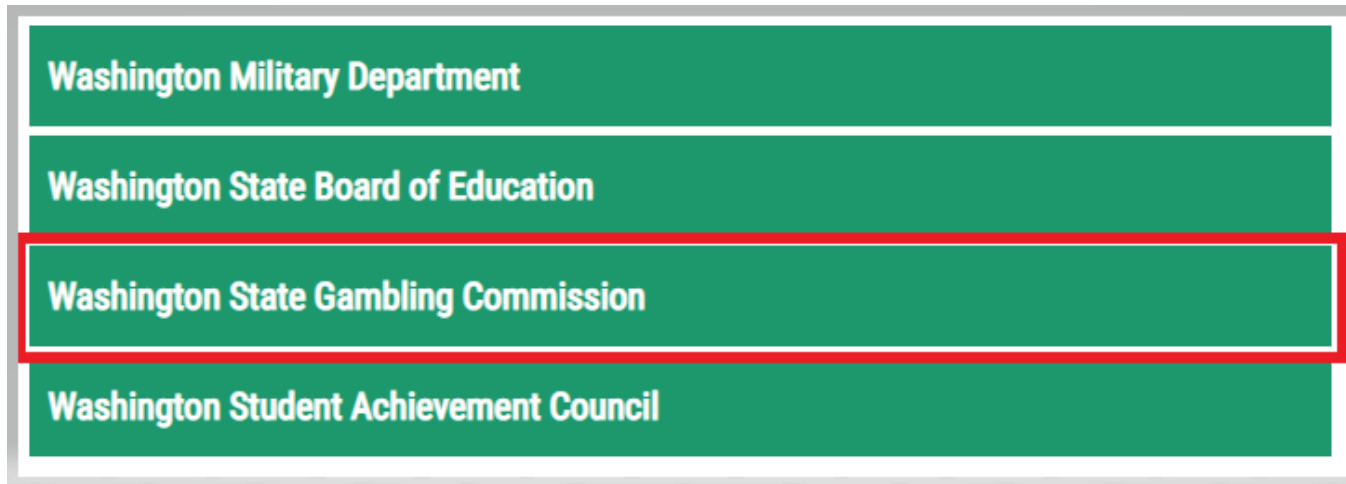 Washington Military Department
Washington State Board of Education
Washington State Gambling Commission
Washington Student Achievement Council